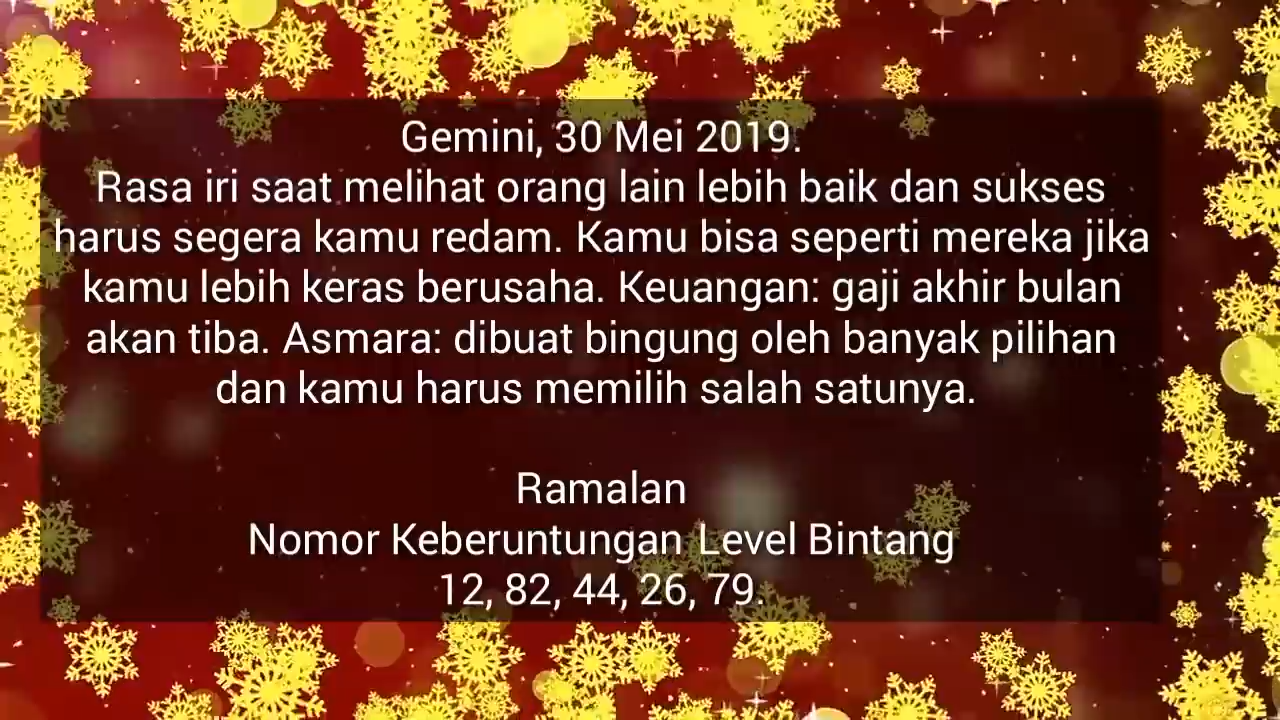 Gemini, 30 Mei 2019.
Rasa iri saat melihat orang lain lebih baik dan sukses
harus segera kamu redam. Kamu bisa seperti mereka jika
kamu lebih keras berusaha. Keuangan: gaji akhir bulan
akan tiba. Asmara: dibuat bingung oleh banyak pilihan
dan kamu harus memilih salah satunya.
Ramalan
Nomor Keberuntungan Level Bintang
12, 82, 44, 26, 79.